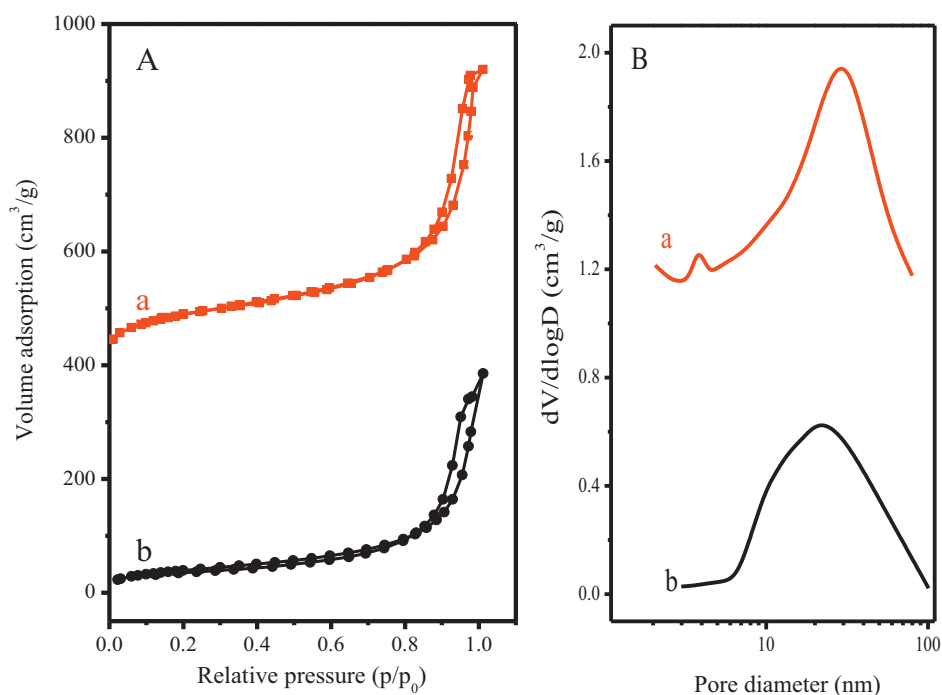 A
Volume adsorption (cm³/g)
1000
800
600
400
200
0
a
b
0.0 0.2 0.4 0.6 0.8 1.0
Relative pressure (p/p₀)
B
dV/dlogD (cm³/g)
2.0
1.6
1.2
0.8
0.4
0.0
a
b
10 100
Pore diameter (nm)